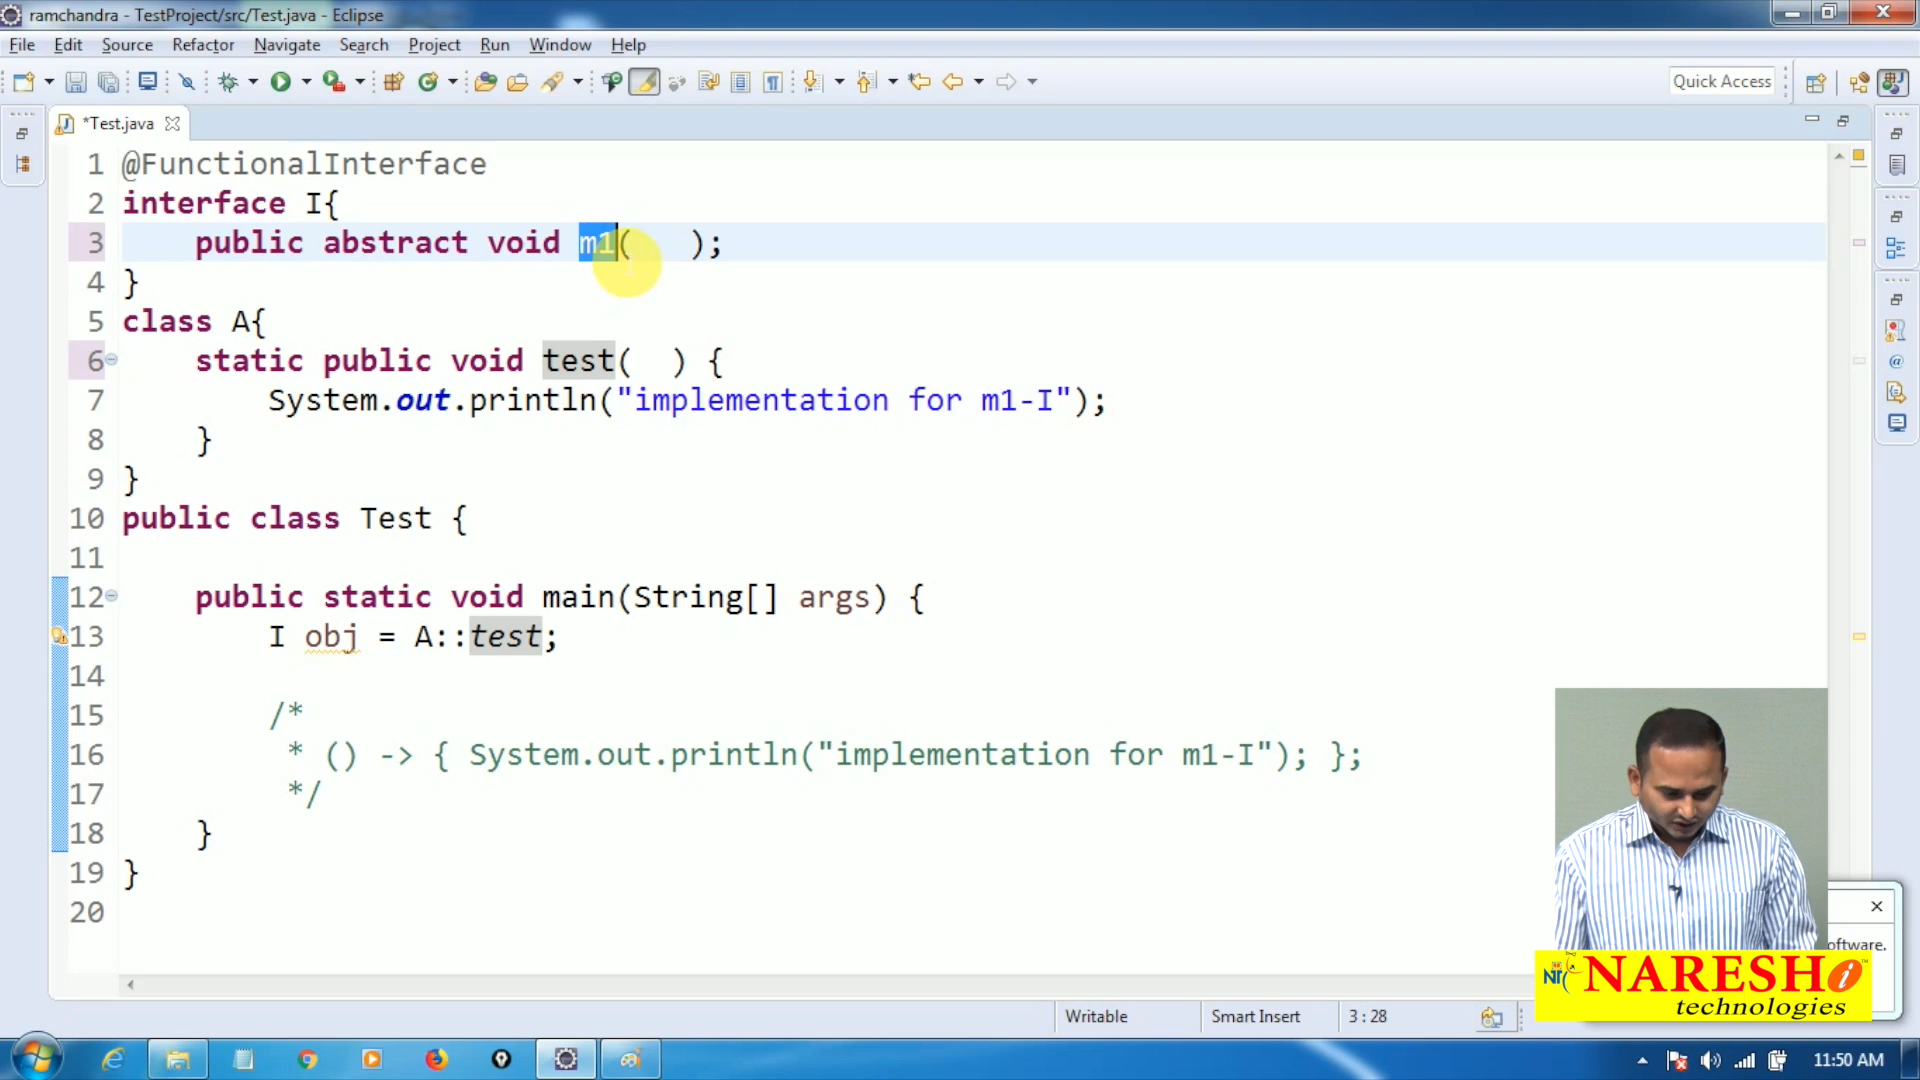 ramchandra - TestProject/src/Test.java - Eclipse
File Edit Source Refactor Navigate Search Project Run Window Help
Quick Access
*Test.java
1 @FunctionalInterface
2 interface I{
3     public abstract void m1(   );
4 }
5 class A{
6     static public void test(  ) {
7         System.out.println("implementation for m1-I");
8     }
9 }
10 public class Test {
11
12     public static void main(String[] args) {
13         I obj = A::test;
14
15         /*
16          * () -> { System.out.println("implementation for m1-I"); };
17          */
18     }
19 }
20
oftware.
NARESH i
technologies
Writable Smart Insert 3 : 28
11:50 AM